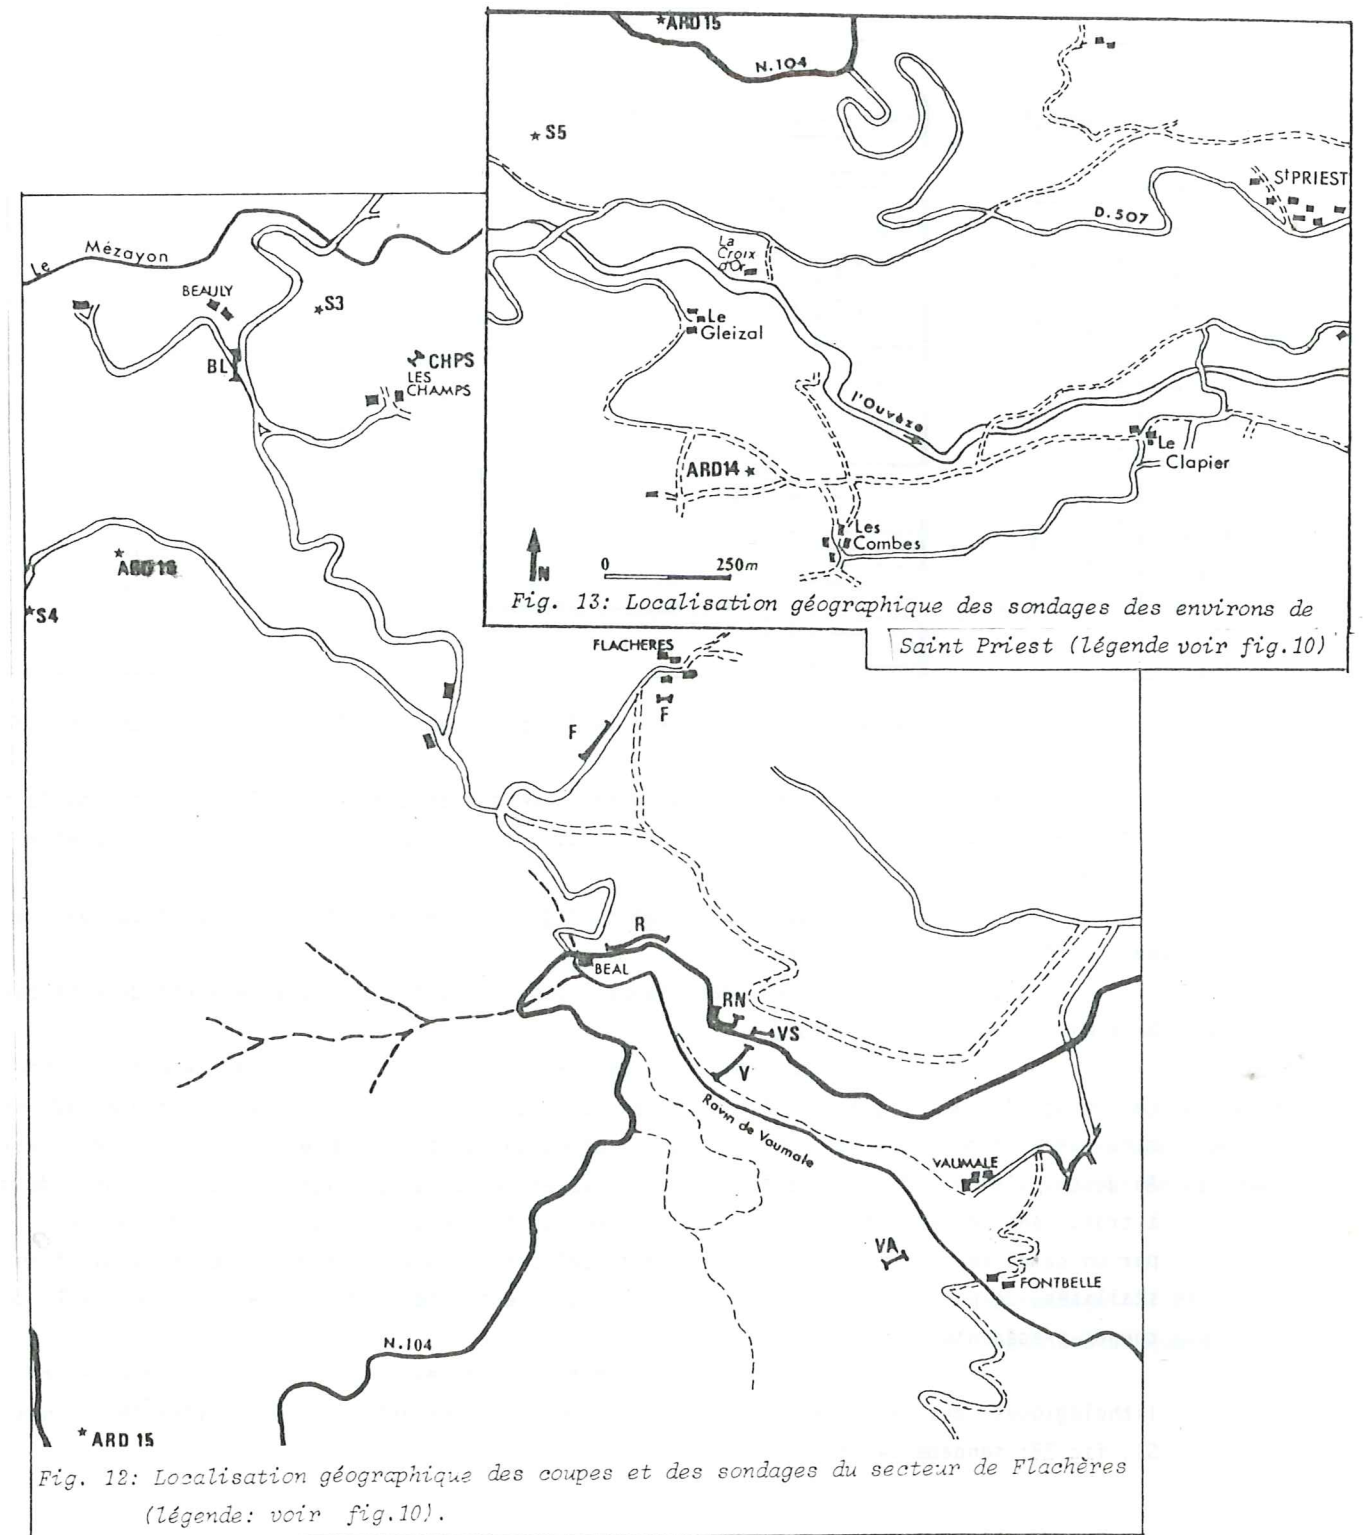 *ARD15
N.104
*S5
StPRIEST
D.507
La
Croix
d'Or
Le
Gleizal
l'Ouvèze
ARD14*
Le
Clapier
Les
Combes
N
0 250m
Fig. 13: Localisation géographique des sondages des environs de
Saint Priest (légende voir fig.10)
Le Mézayon
BEAULY
*S3
BL
CHPS
LES
CHAMPS
*
*S4
FLACHERES
F
F
R
BEAL
RN
VS
V
Ravin de Vaumale
VAUMALE
VA
FONTBELLE
N.104
*ARD 15
Fig. 12: Localisation géographique des coupes et des sondages du secteur de Flachères
(légende: voir fig.10).